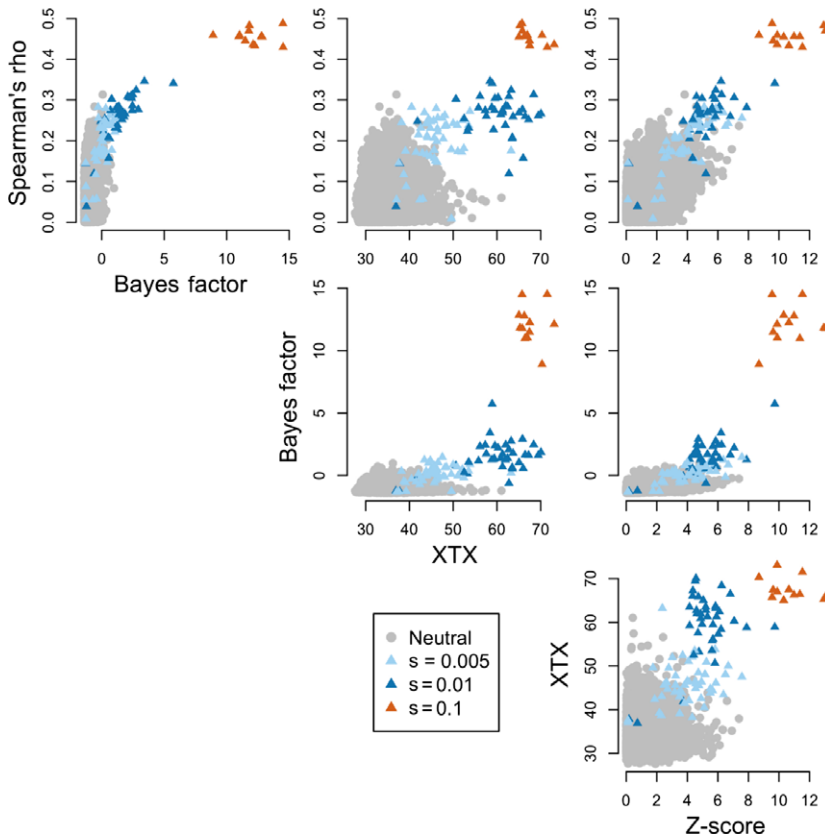 Spearman's rho
0.0 0.1 0.2 0.3 0.4 0.5
0 5 10 15
Bayes factor
0.0 0.1 0.2 0.3 0.4 0.5
30 40 50 60 70
0.0 0.1 0.2 0.3 0.4 0.5
0 2 4 6 8 10 12
Bayes factor
0 5 10 15
30 40 50 60 70
XTX
0 5 10 15
0 2 4 6 8 10 12
Neutral
s = 0.005
s = 0.01
s = 0.1
XTX
30 40 50 60 70
0 2 4 6 8 10 12
Z-score